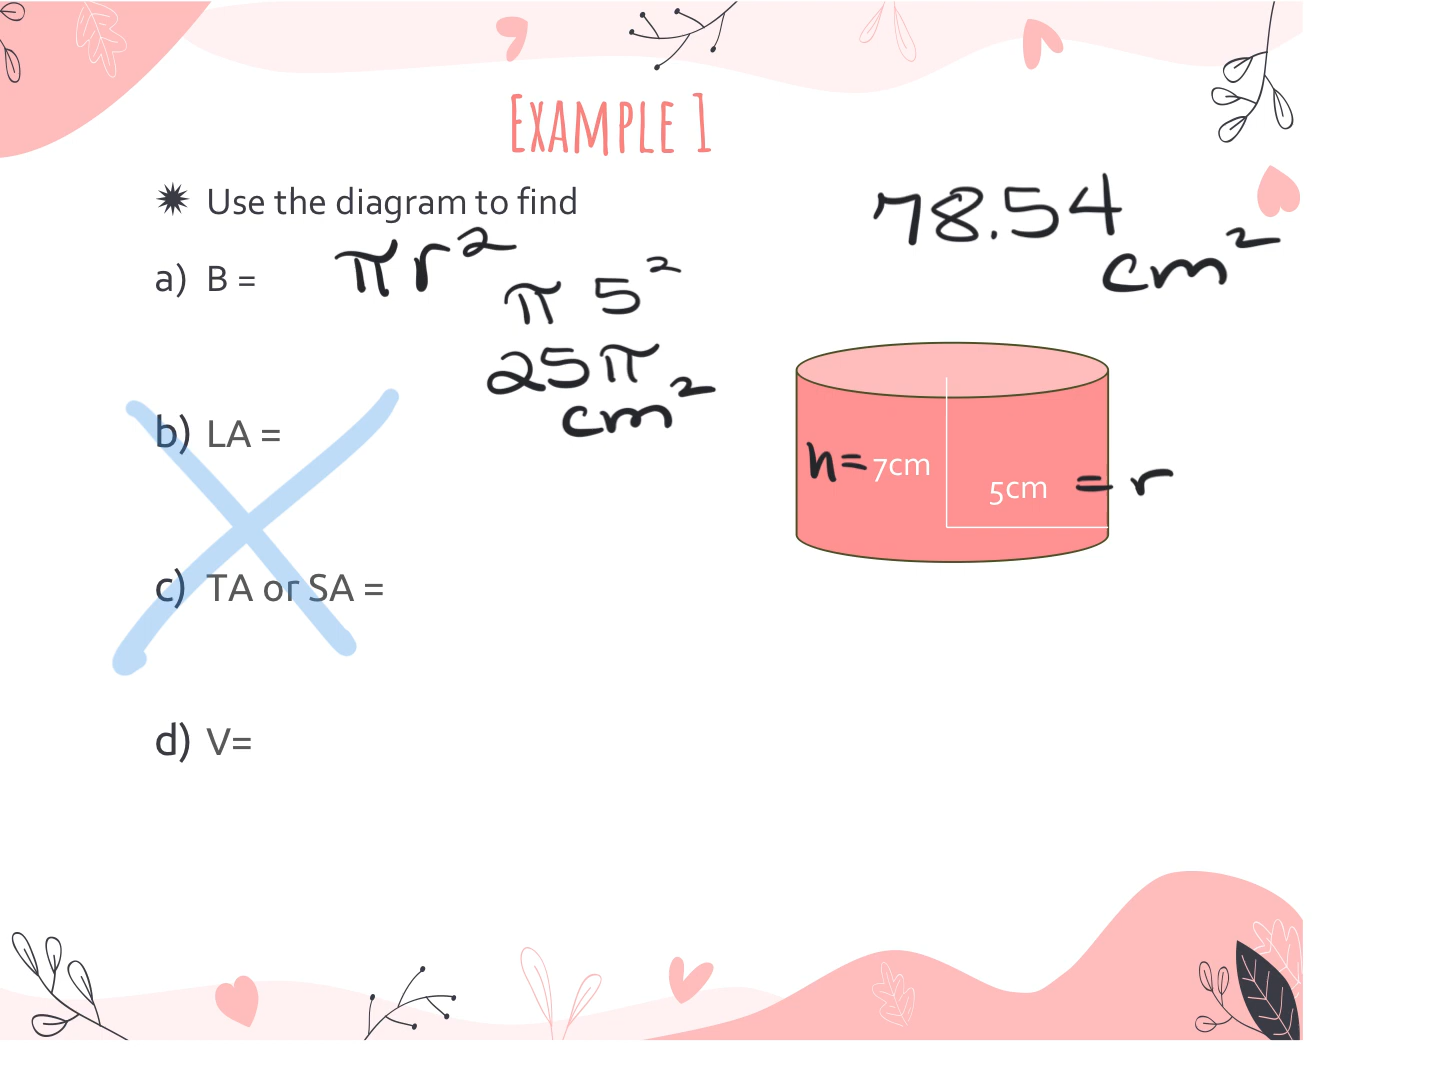 Example 1
Use the diagram to find
78.54
cm²
a) B = πr²
π 5²
25π
cm²
b) LA =
h= 7cm
5cm = r
c) TA or SA =
d) V=